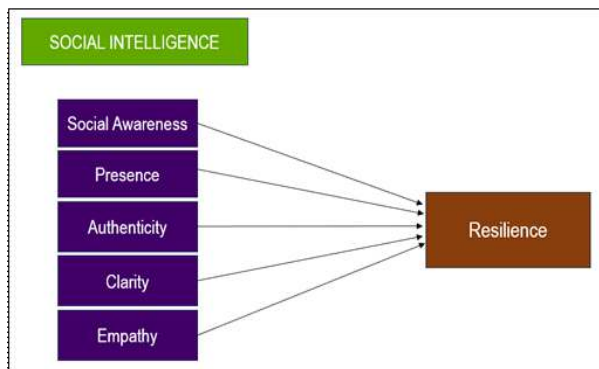 SOCIAL INTELLIGENCE
Social Awareness
Presence
Authenticity
Clarity
Empathy
Resilience